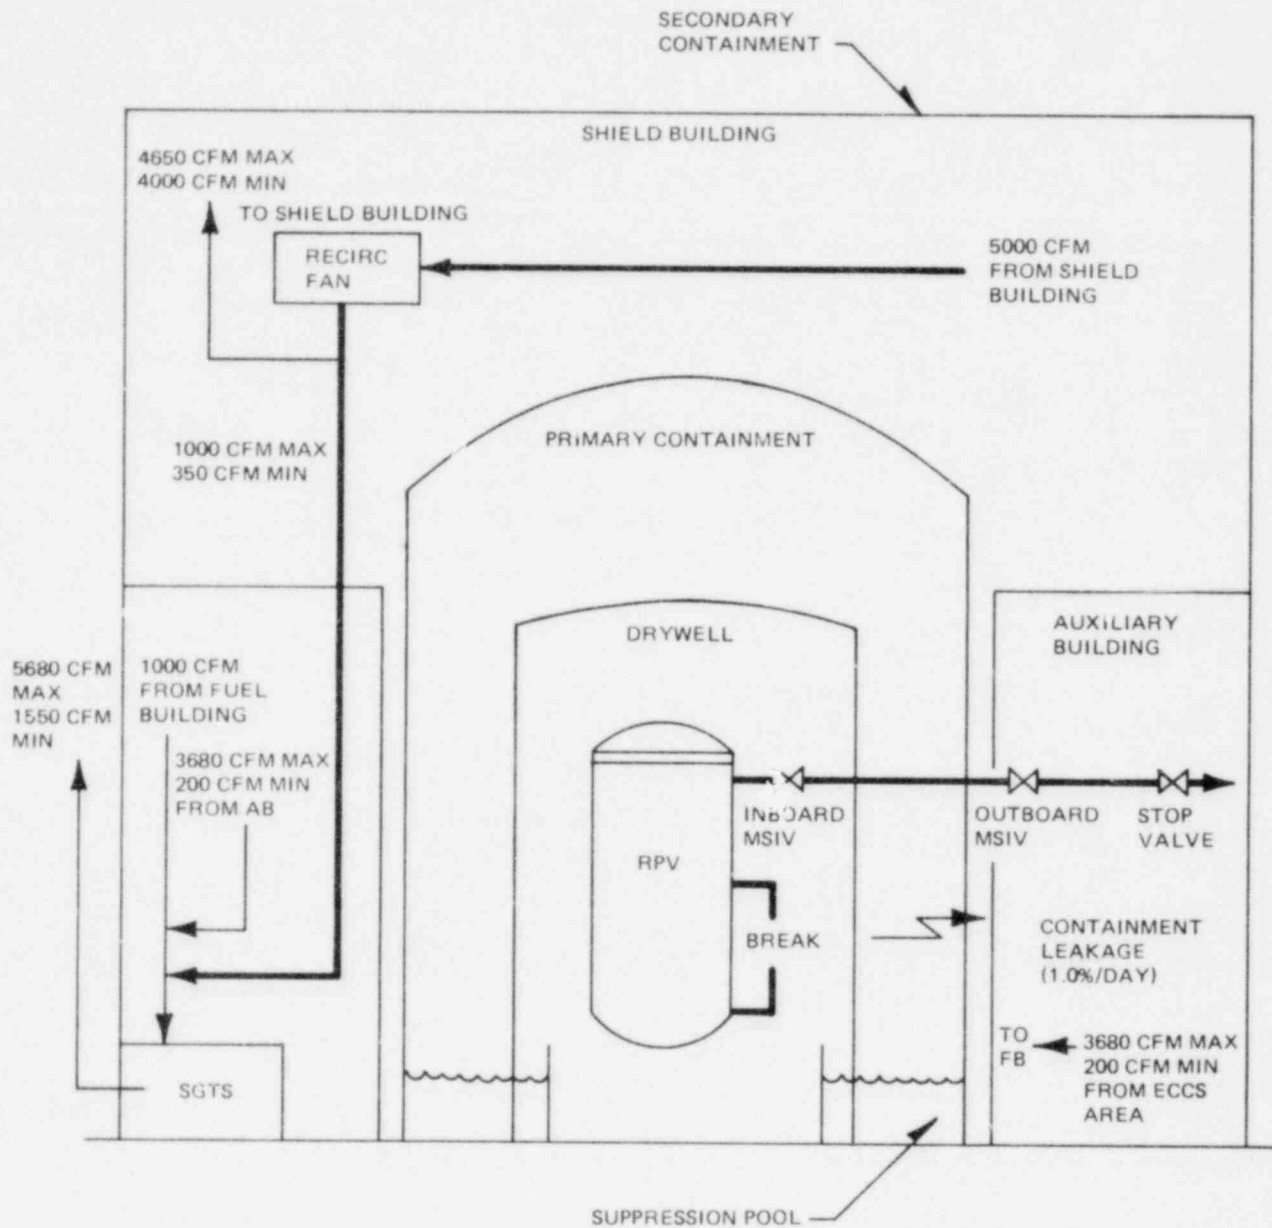 SECONDARY
CONTAINMENT
SHIELD BUILDING
4650 CFM MAX
4000 CFM MIN
TO SHIELD BUILDING
RECIRC
FAN
5000 CFM
FROM SHIELD
BUILDING
1000 CFM MAX
350 CFM MIN
PRIMARY CONTAINMENT
DRYWELL
AUXILIARY
BUILDING
5680 CFM
MAX
1550 CFM
MIN
1000 CFM
FROM FUEL
BUILDING
3680 CFM MAX
200 CFM MIN
FROM AB
INBOARD
MSIV
OUTBOARD
MSIV
STOP
VALVE
RPV
BREAK
CONTAINMENT
LEAKAGE
(1.0%/DAY)
TO
FB
3680 CFM MAX
200 CFM MIN
FROM ECCS
AREA
SGTS
SUPPRESSION POOL